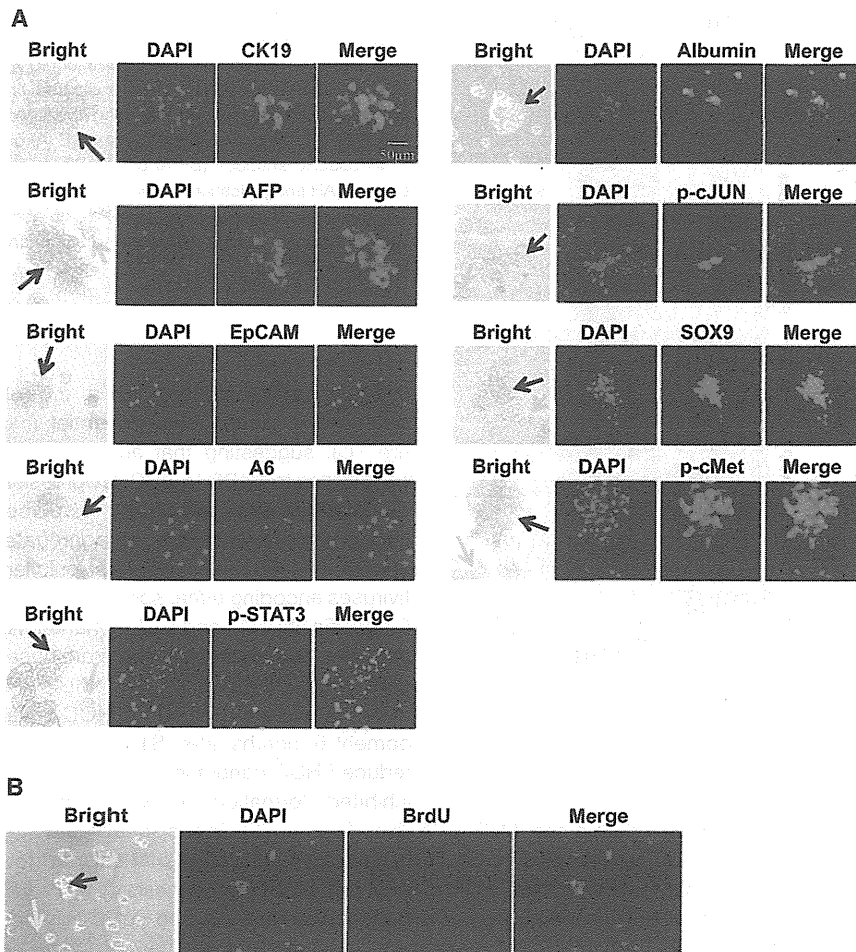 A
Bright DAPI CK19 Merge
50μm
Bright DAPI AFP Merge
Bright DAPI EpCAM Merge
Bright DAPI A6 Merge
Bright DAPI p-STAT3 Merge
Bright DAPI Albumin Merge
Bright DAPI p-cJUN Merge
Bright DAPI SOX9 Merge
suggesting that
Bright DAPI p-cMet Merge
B
Bright DAPI BrdU Merge